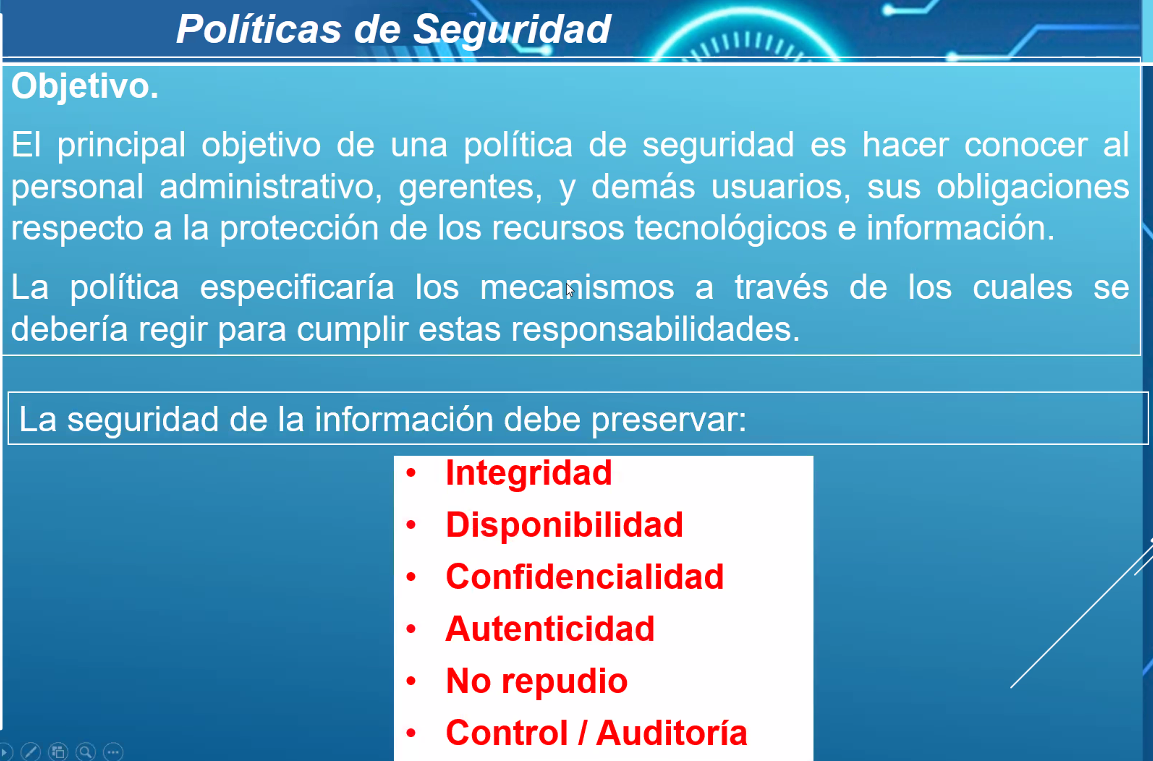 Políticas de Seguridad
Objetivo.
El principal objetivo de una política de seguridad es hacer conocer al
personal administrativo, gerentes, y demás usuarios, sus obligaciones
respecto a la protección de los recursos tecnológicos e información.
La política especificaría los mecanismos a través de los cuales se
debería regir para cumplir estas responsabilidades.
La seguridad de la información debe preservar:
• Integridad
• Disponibilidad
• Confidencialidad
• Autenticidad
• No repudio
• Control / Auditoría